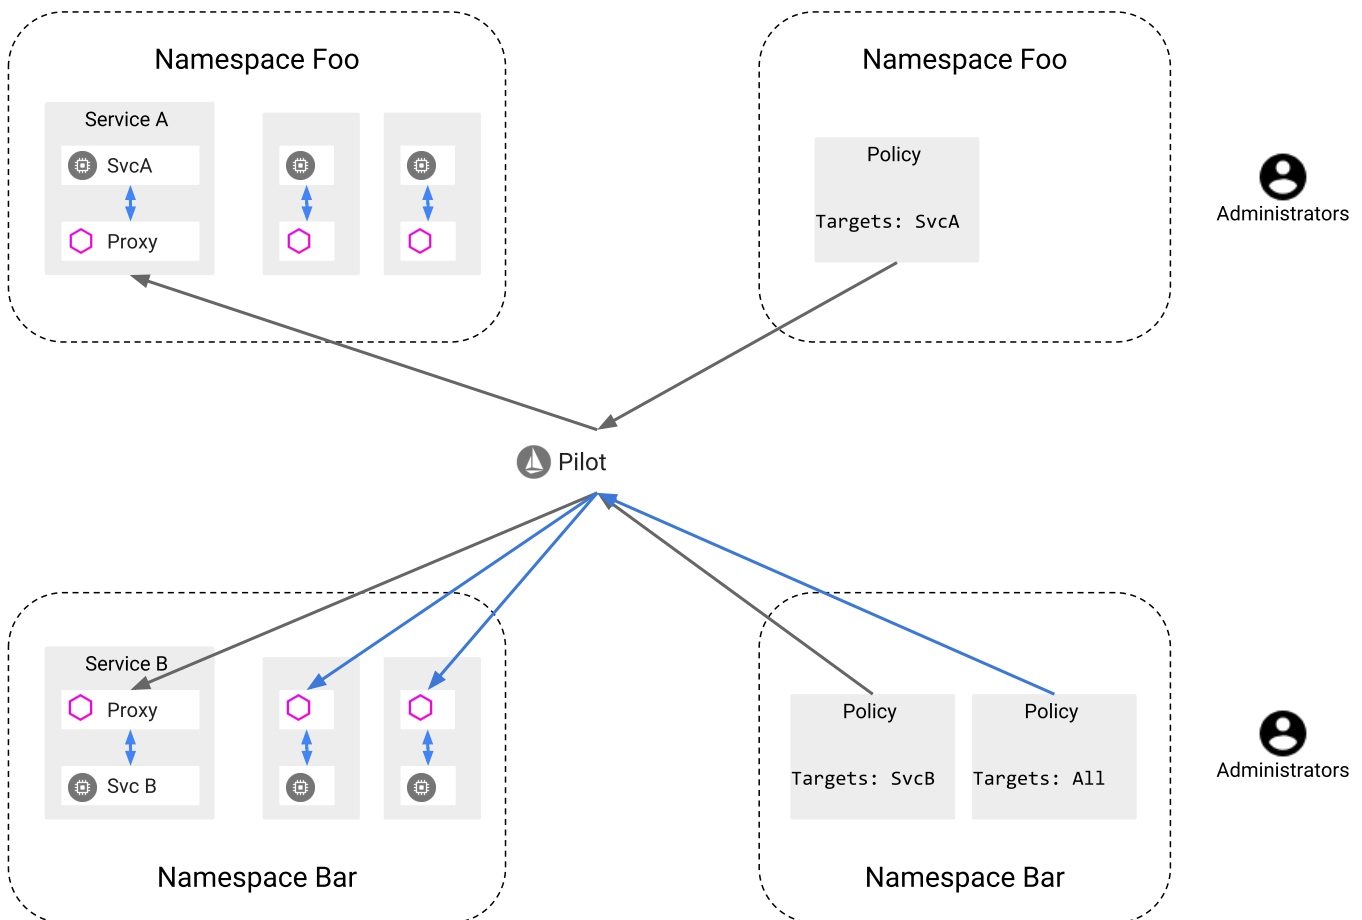 Namespace Foo
Service A
SvcA
Proxy
Namespace Foo
Policy
Targets: SvcA
Administrators
Pilot
Service B
Proxy
Svc B
Namespace Bar
Policy
Targets: SvcB
Policy
Targets: All
Namespace Bar
Administrators